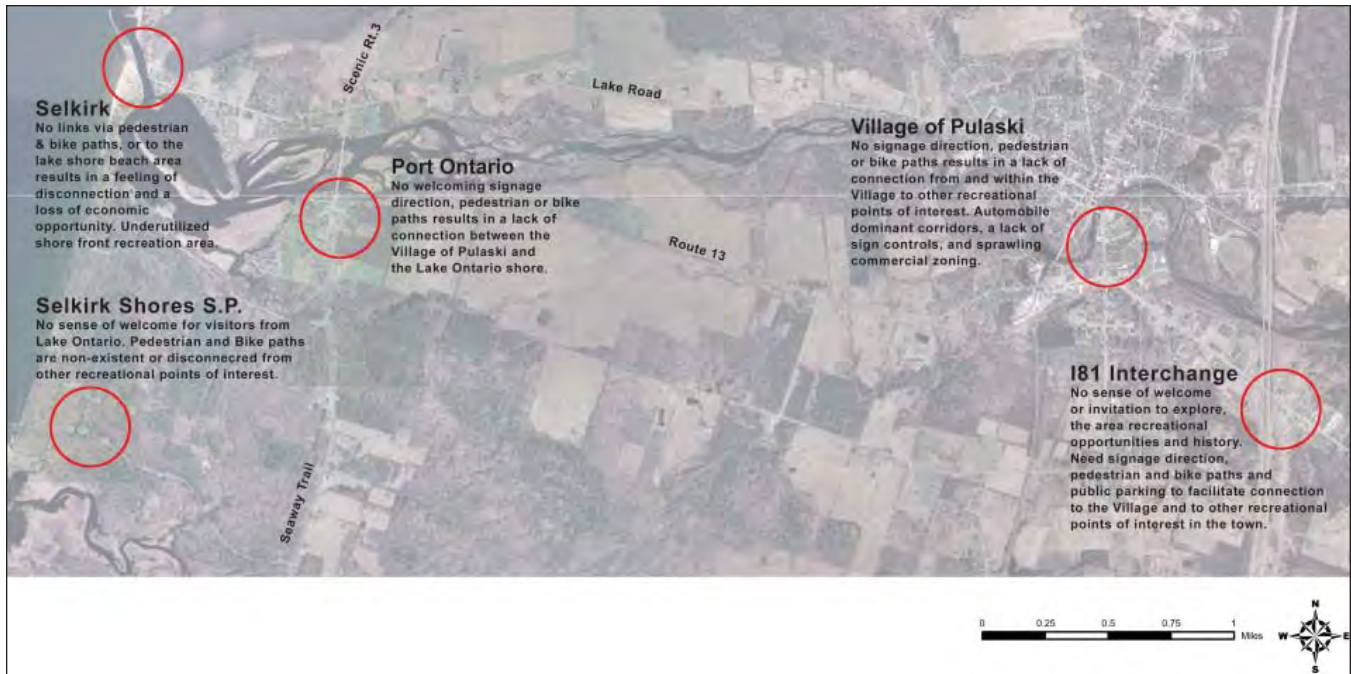 Scenic Rt.3
Lake Road
Selkirk
No links via pedestrian
& bike paths, or to the
lake shore beach area
results in a feeling of
disconnection and a
loss of economic
opportunity. Underutilized
shore front recreation area.
Port Ontario
No welcoming signage
direction, pedestrian or bike
paths results in a lack of
connection between the
Village of Pulaski and
the Lake Ontario shore.
Village of Pulaski
No signage direction, pedestrian
or bike paths results in a lack of
connection from and within the
Village to other recreational
points of interest. Automobile
dominant corridors, a lack of
sign controls, and sprawling
commercial zoning.
Route 13
Selkirk Shores S.P.
No sense of welcome for visitors from
Lake Ontario. Pedestrian and Bike paths
are non-existent or disconnecred from
other recreational points of interest.
I81 Interchange
No sense of welcome
or invitation to explore,
the area recreational
opportunities and history.
Need signage direction,
pedestrian and bike paths and
public parking to facilitate connection
to the Village and to other recreational
points of interest in the town.
Seaway Trail
0 0.25 0.5 0.75 1
Miles
N
W E
S